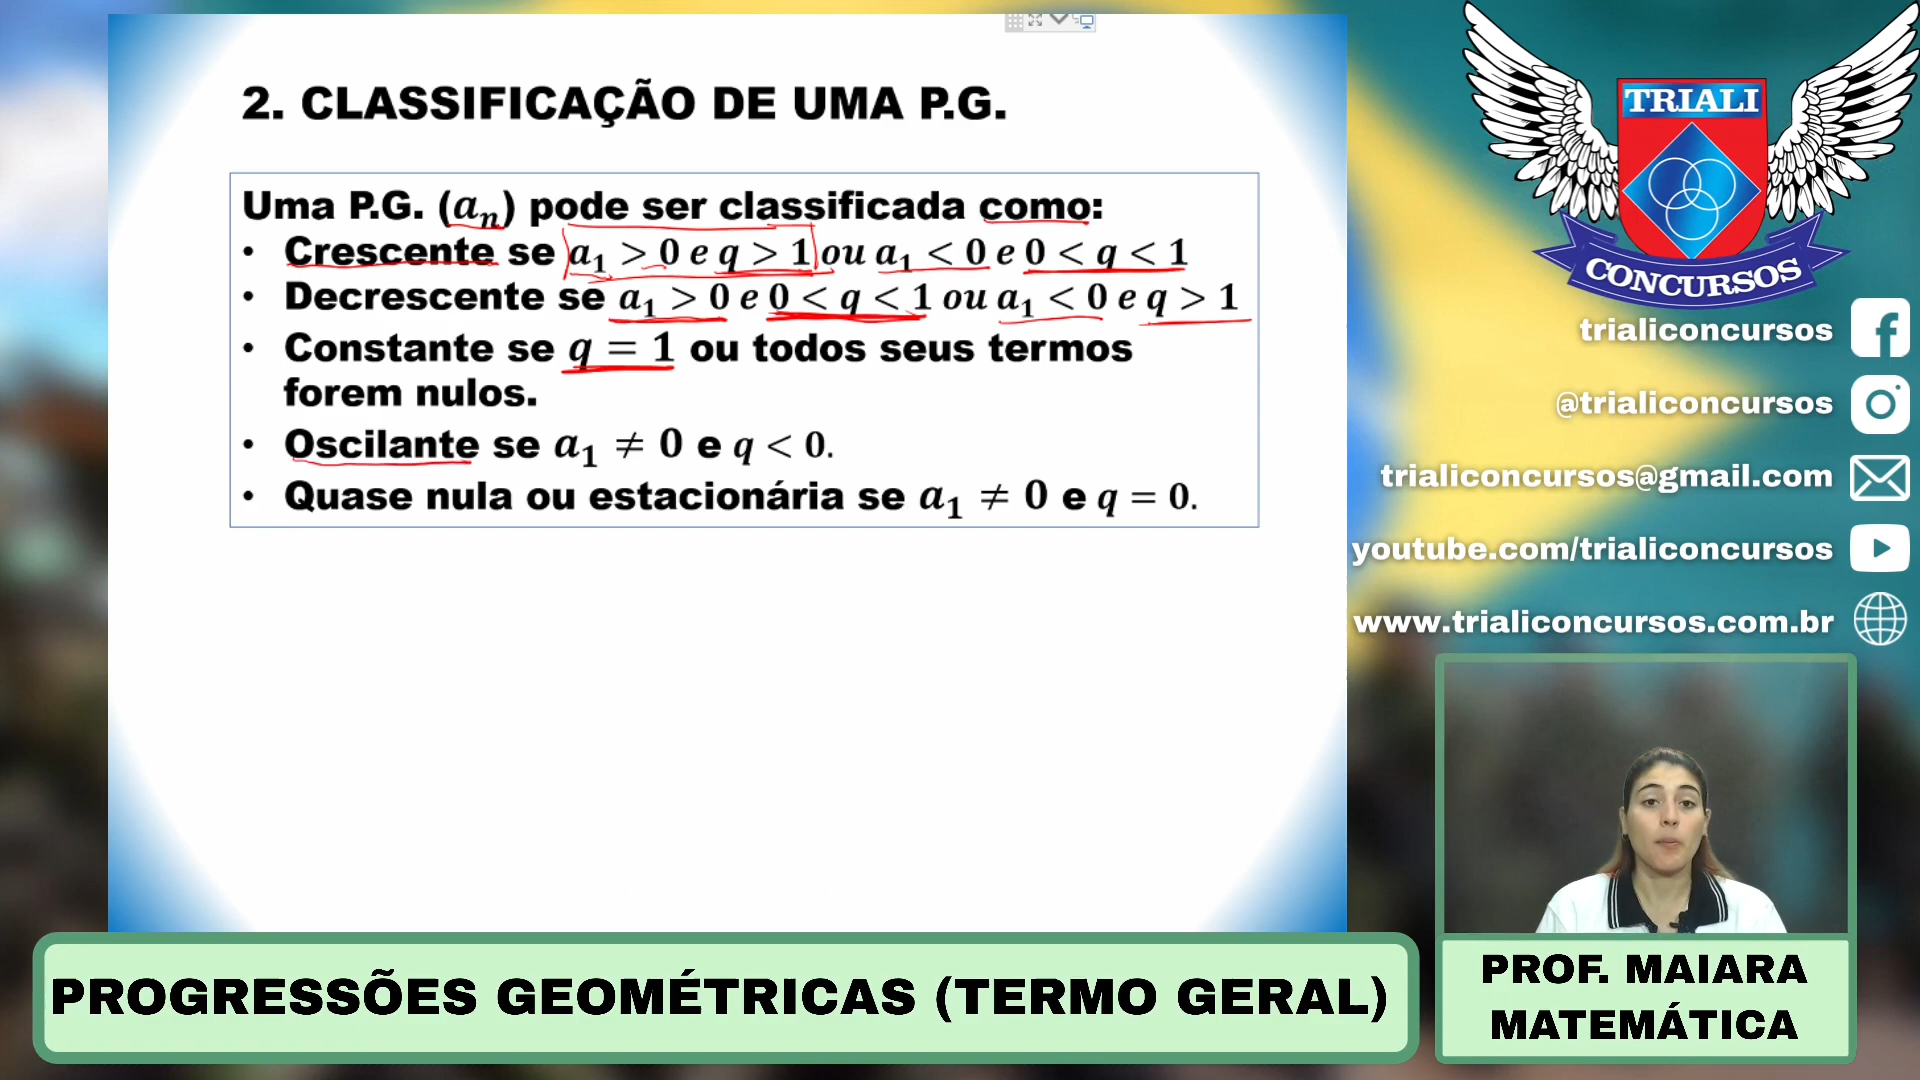 2. CLASSIFICAÇÃO DE UMA P.G.
Uma P.G. (aₙ) pode ser classificada como:
• Crescente se a₁ > 0 e q > 1 ou a₁ < 0 e 0 < q < 1
• Decrescente se a₁ > 0 e 0 < q < 1 ou a₁ < 0 e q > 1
• Constante se q = 1 ou todos seus termos
forem nulos.
• Oscilante se a₁ ≠ 0 e q < 0.
• Quase nula ou estacionária se a₁ ≠ 0 e q = 0.
TRIALI
CONCURSOS
trialiconcursos
@trialiconcursos
trialiconcursos@gmail.com
youtube.com/trialiconcursos
www.trialiconcursos.com.br
PROGRESSÕES GEOMÉTRICAS (TERMO GERAL)
PROF. MAIARA
MATEMÁTICA